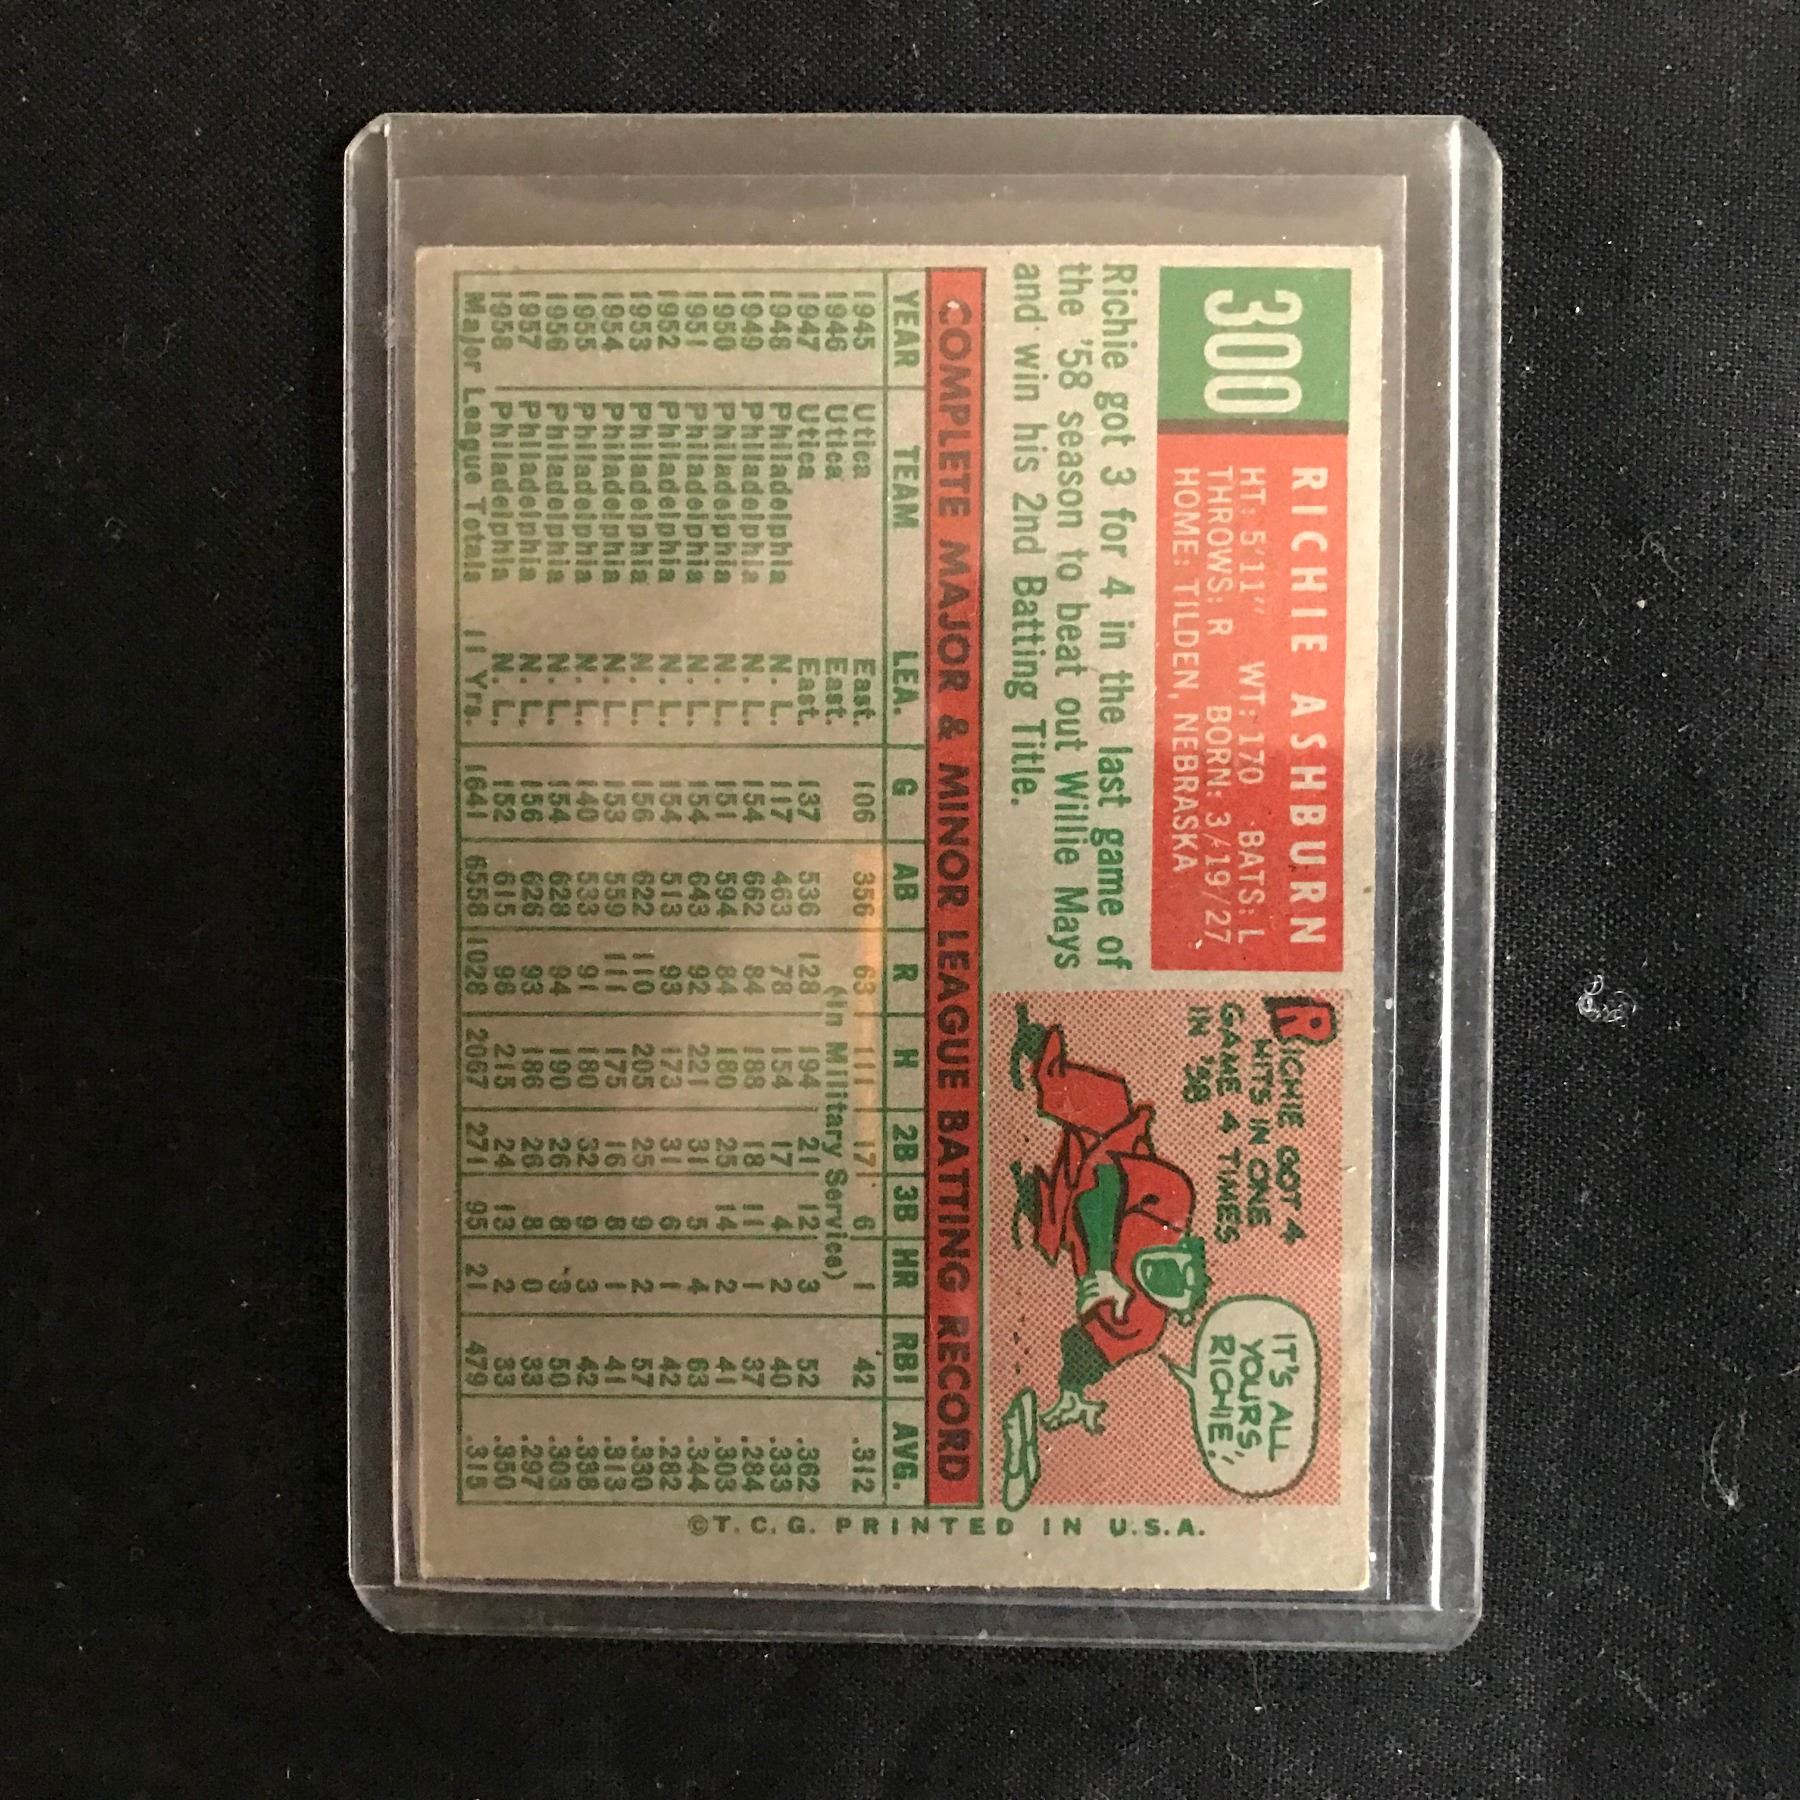 300
RICHIE ASHBURN
HT: 5'11" WT: 170 BATS: L
THROWS: R BORN: 3/19/27
HOME: TILDEN, NEBRASKA
Richie got 3 for 4 in the last game of
the '58 season to beat out Willie Mays
and win his 2nd Batting Title.
RICHIE GOT 4
HITS IN ONE
GAME 4 TIMES
IN '58
IT'S ALL
YOURS,
RICHIE!
COMPLETE MAJOR & MINOR LEAGUE BATTING RECORD
YEAR TEAM LEA. G AB R H 2B 3B HR RBI AVG.
1945 Utica East. 106 356 63 111 17 6 1 42 .312
1946 Utica East. (In Military Service)
1947 Utica East. 137 536 128 194 21 12 3 52 .362
1948 Philadelphia N. L. 117 463 78 154 17 4 2 40 .333
1949 Philadelphia N. L. 154 662 84 188 18 11 1 37 .284
1950 Philadelphia N. L. 151 594 84 180 25 14 2 41 .303
1951 Philadelphia N. L. 154 643 92 221 31 5 4 63 .344
1952 Philadelphia N. L. 154 513 93 173 31 6 1 42 .282
1953 Philadelphia N. L. 156 622 110 205 25 9 2 57 .330
1954 Philadelphia N. L. 153 559 111 175 16 8 1 41 .313
1955 Philadelphia N. L. 140 533 91 180 32 9 3 42 .338
1956 Philadelphia N. L. 154 628 94 190 26 8 3 50 .303
1957 Philadelphia N. L. 156 626 93 186 26 8 0 33 .297
1958 Philadelphia N. L. 152 615 98 215 24 13 2 33 .350
Major League Totals 11 Yrs. 1641 6558 1028 2067 271 95 21 479 .315
©T.C.G. PRINTED IN U.S.A.